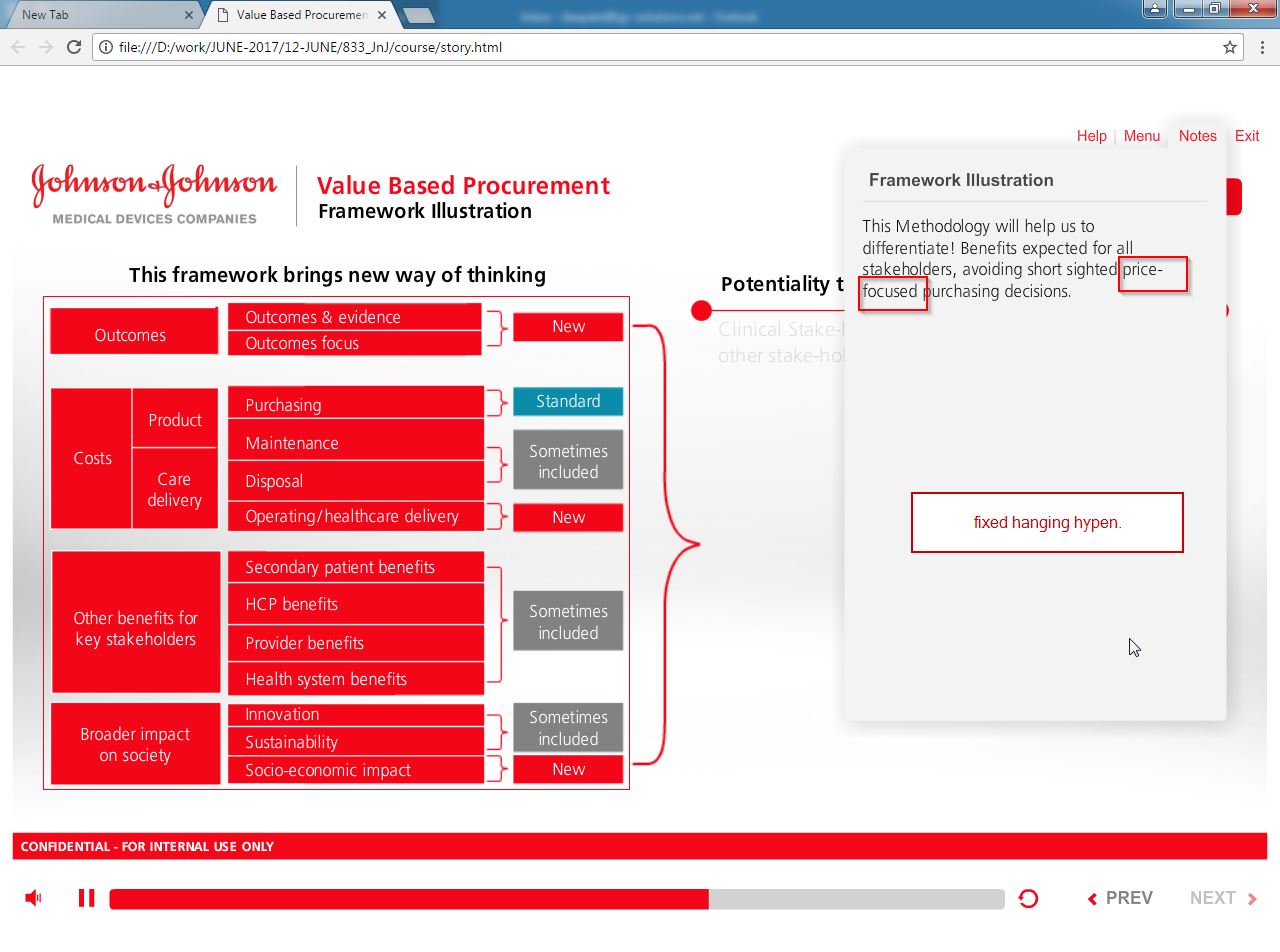 New Tab
Value Based Procuremen
file:///D:/work/JUNE-2017/12-JUNE/833_JnJ/course/story.html
Help | Menu Notes Exit
Johnson & Johnson
MEDICAL DEVICES COMPANIES
Value Based Procurement
Framework Illustration
This framework brings new way of thinking
Outcomes
Outcomes & evidence
Outcomes focus
New
Costs
Product
Care
delivery
Purchasing
Maintenance
Disposal
Operating/healthcare delivery
Standard
Sometimes
included
New
Other benefits for
key stakeholders
Secondary patient benefits
HCP benefits
Provider benefits
Health system benefits
Sometimes
included
Broader impact
on society
Innovation
Sustainability
Socio-economic impact
Sometimes
included
New
Potentiality t
Clinical Stake-
other stake-hol
Framework Illustration
This Methodology will help us to
differentiate! Benefits expected for all
stakeholders, avoiding short sighted price-
focused purchasing decisions.
fixed hanging hypen.
CONFIDENTIAL - FOR INTERNAL USE ONLY
PREV
NEXT